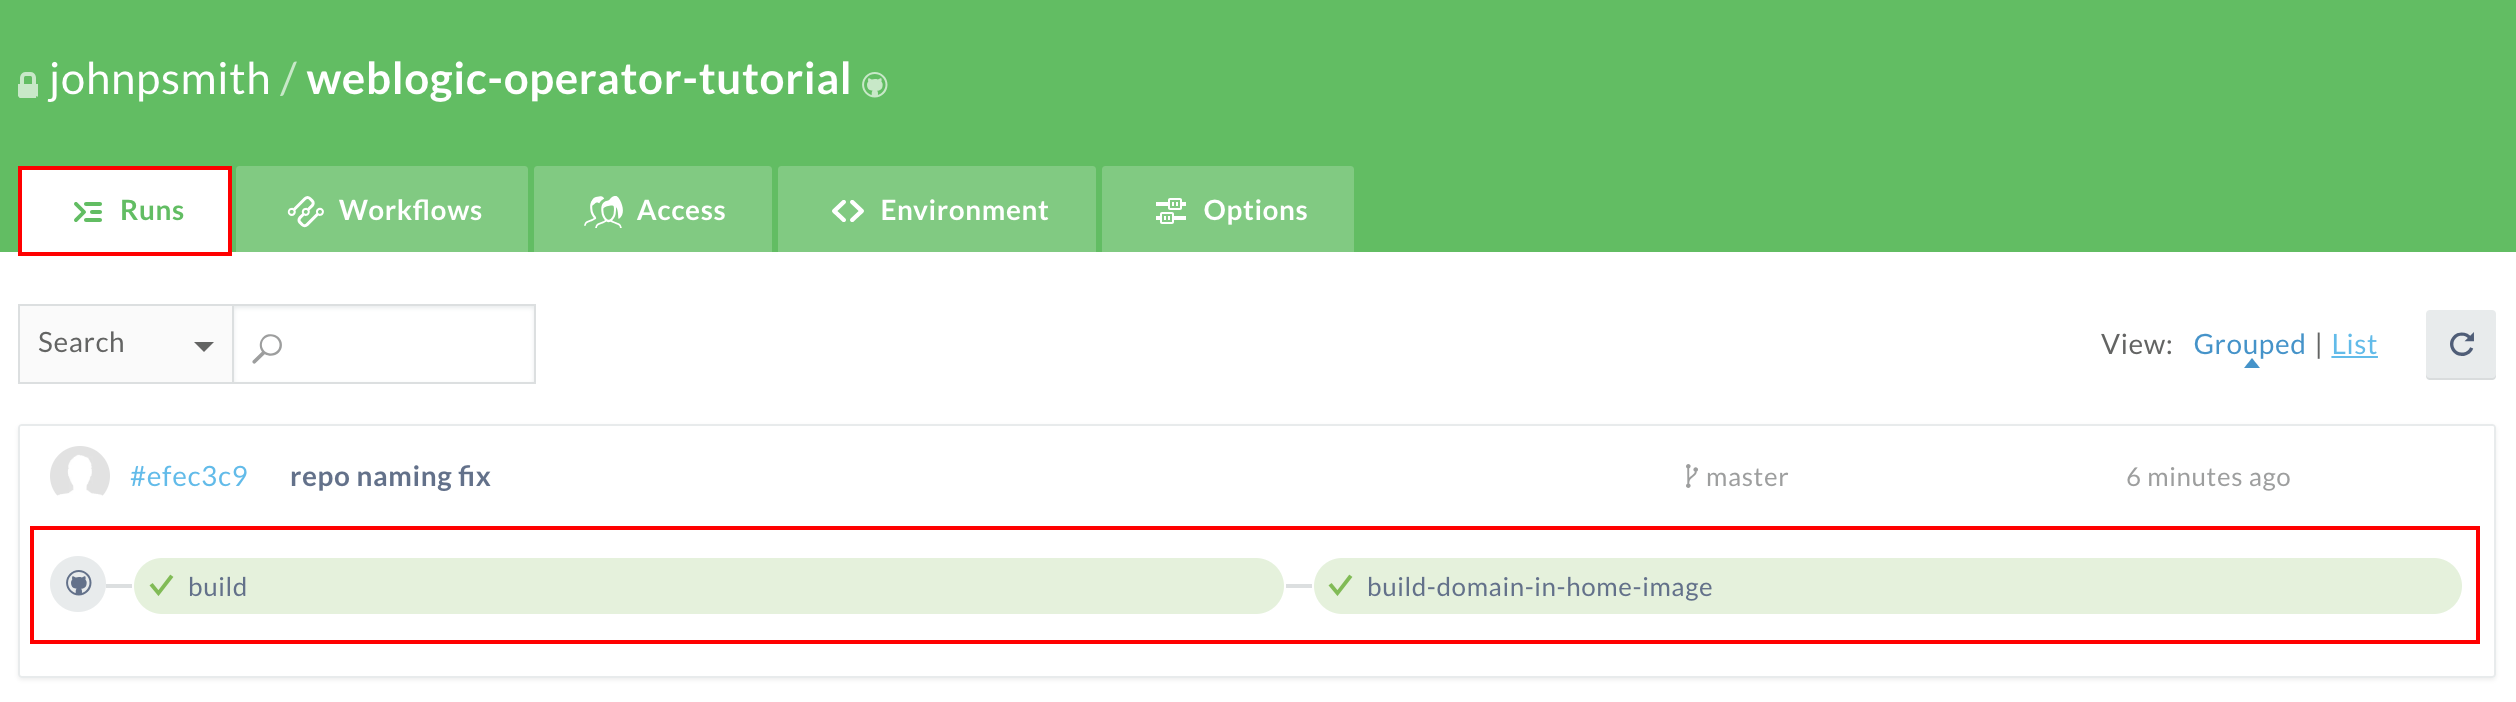 johnpsmith / weblogic-operator-tutorial
Runs Workflows Access Environment Options
Search View: Grouped | List
#efec3c9 repo naming fix master 6 minutes ago
build build-domain-in-home-image